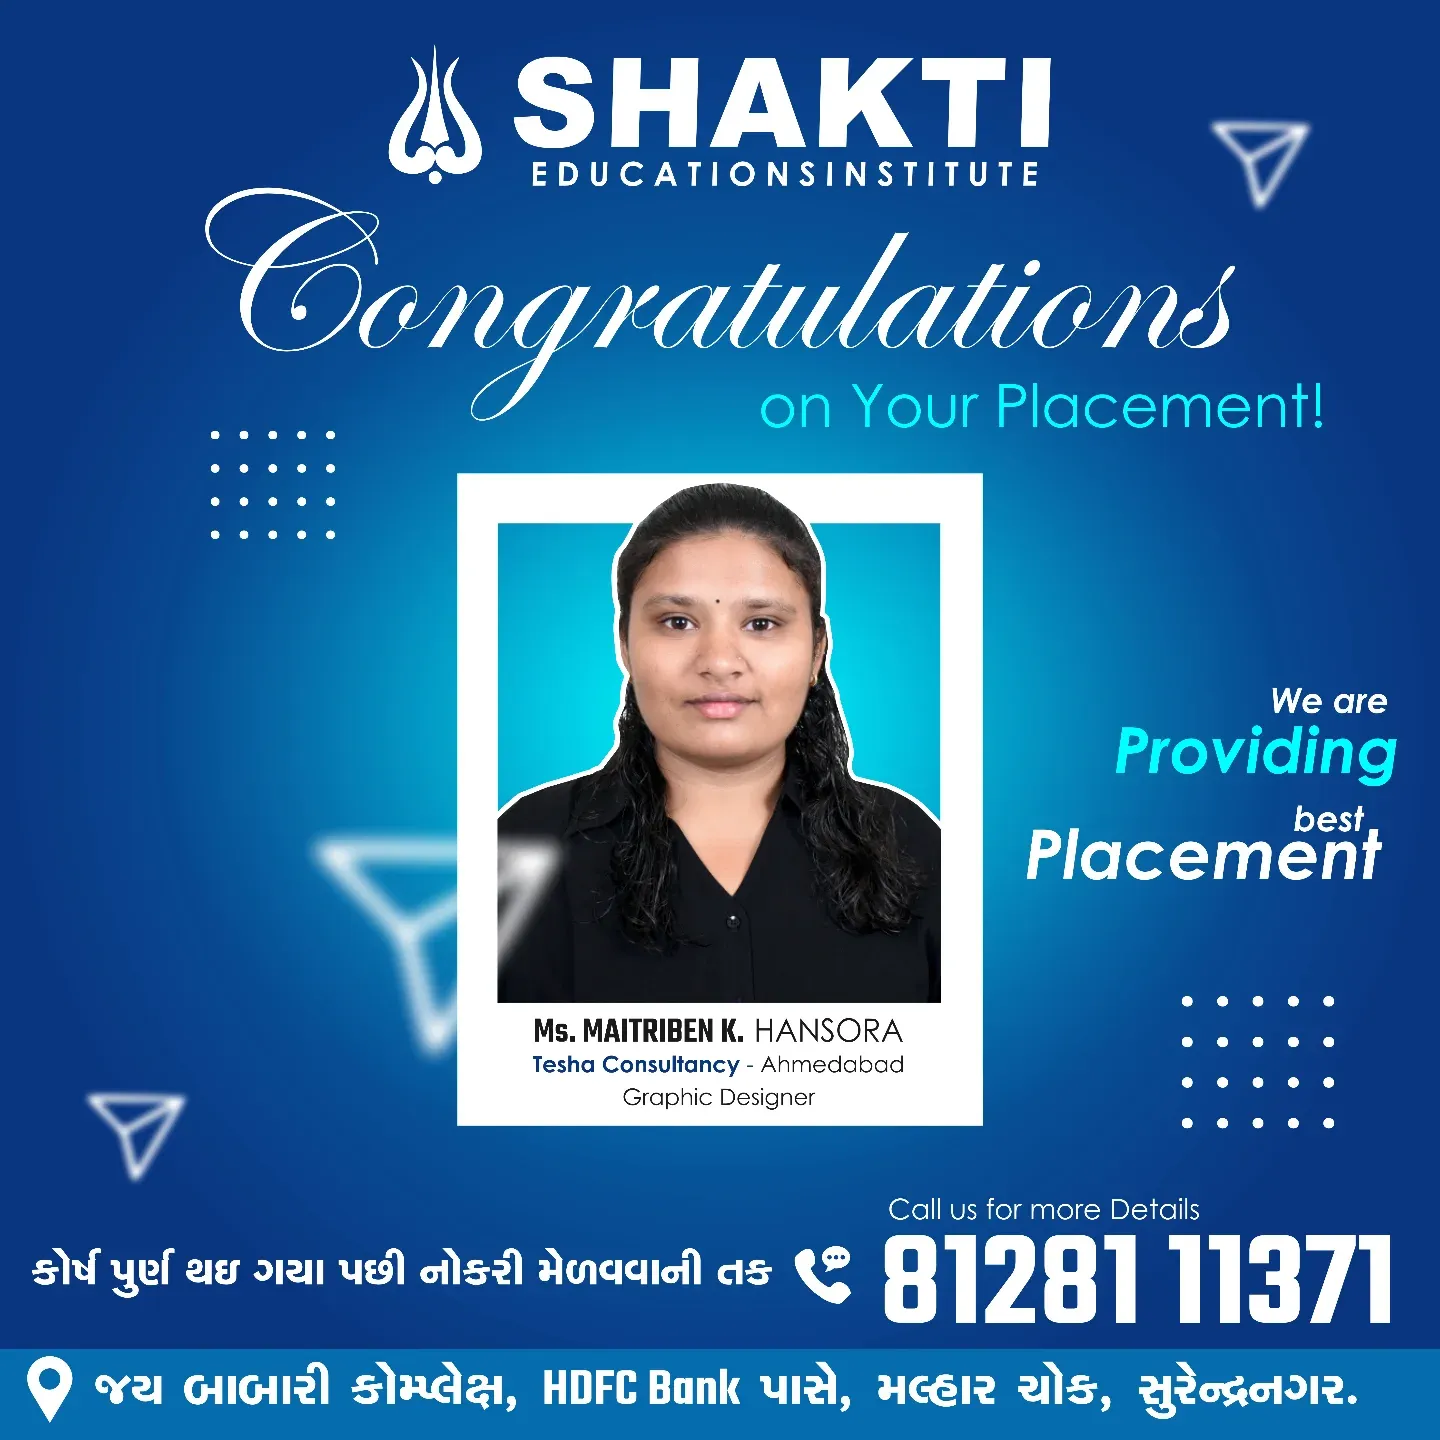 SHAKTI
EDUCATIONSINSTITUTE
Congratulations
on Your Placement!
We are
Providing
best
Placement
Ms. MAITRIBEN K. HANSORA
Tesha Consultancy - Ahmedabad
Graphic Designer
Call us for more Details
કોર્ષ પુર્ણ થઇ ગયા પછી નોકરી મેળવવાની તક
81281 11371
જય બાબારી કોમ્પ્લેક્ષ, HDFC Bank પાસે, મલ્હાર ચોક, સુરેન્દ્રનગર.